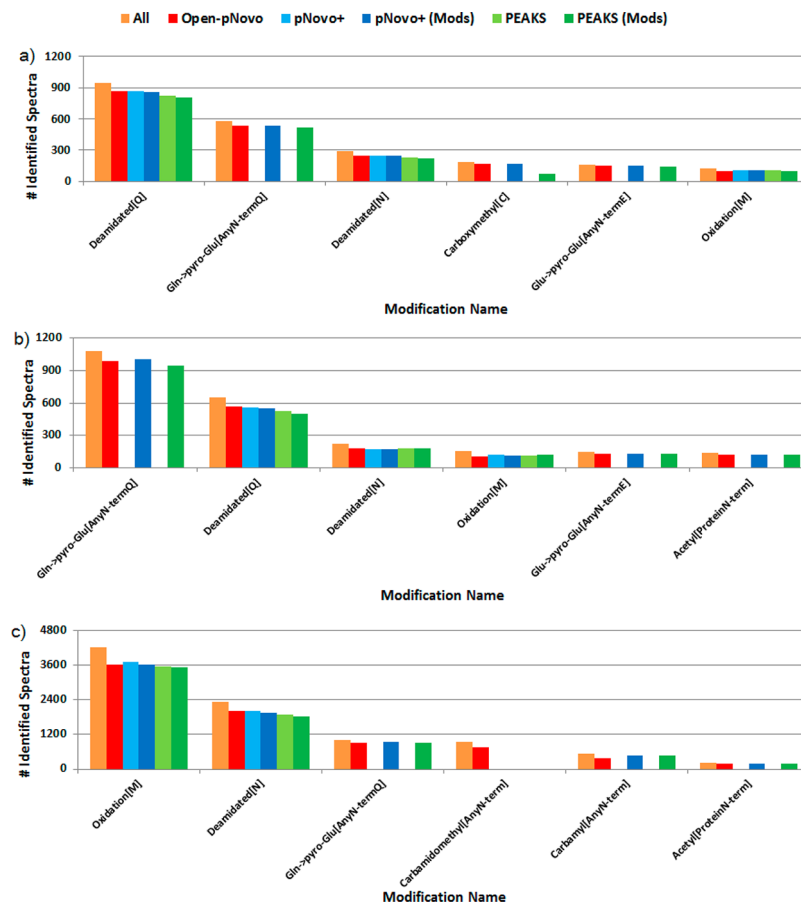 All Open-pNovo pNovo+ pNovo+ (Mods) PEAKS PEAKS (Mods)
a)
# Identified Spectra
1200
900
600
300
0
Deamidated[Q]
Gln->pyro-Glu[AnyN-termQ]
Deamidated[N]
Carboxymethyl[C]
Glu->pyro-Glu[AnyN-termE]
Oxidation[M]
Modification Name
b)
# Identified Spectra
1200
900
600
300
0
Gln->pyro-Glu[AnyN-termQ]
Deamidated[Q]
Deamidated[N]
Oxidation[M]
Glu->pyro-Glu[AnyN-termE]
Acetyl[ProteinN-term]
Modification Name
c)
# Identified Spectra
4800
3600
2400
1200
0
Oxidation[M]
Deamidated[N]
Gln->pyro-Glu[AnyN-termQ]
Carbamidomethyl[AnyN-term]
Carbamyl[AnyN-term]
Acetyl[ProteinN-term]
Modification Name